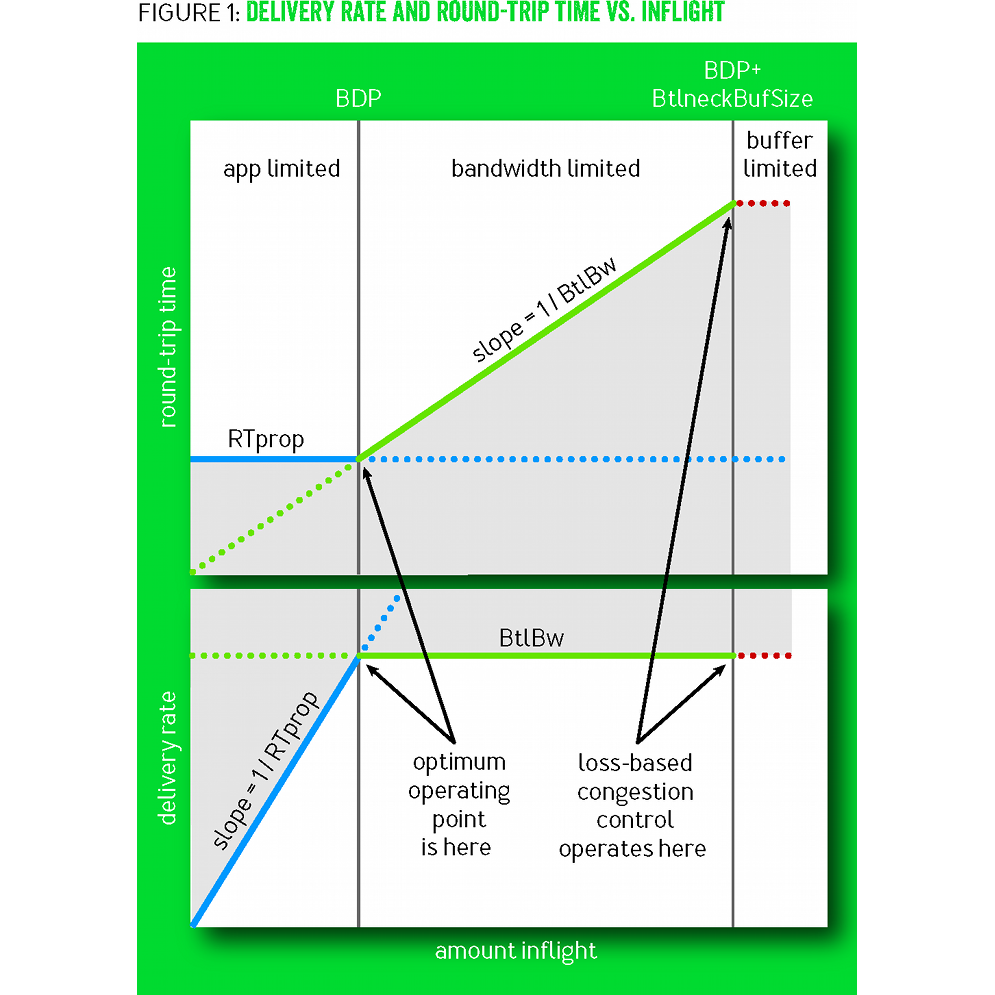 FIGURE 1: DELIVERY RATE AND ROUND-TRIP TIME VS. INFLIGHT
BDP
BDP+
BtlneckBufSize
app limited
bandwidth limited
buffer
limited
round-trip time
slope = 1 / BtlBw
RTprop
BtlBw
delivery rate
slope = 1 / RTprop
optimum
operating
point
is here
loss-based
congestion
control
operates here
amount inflight